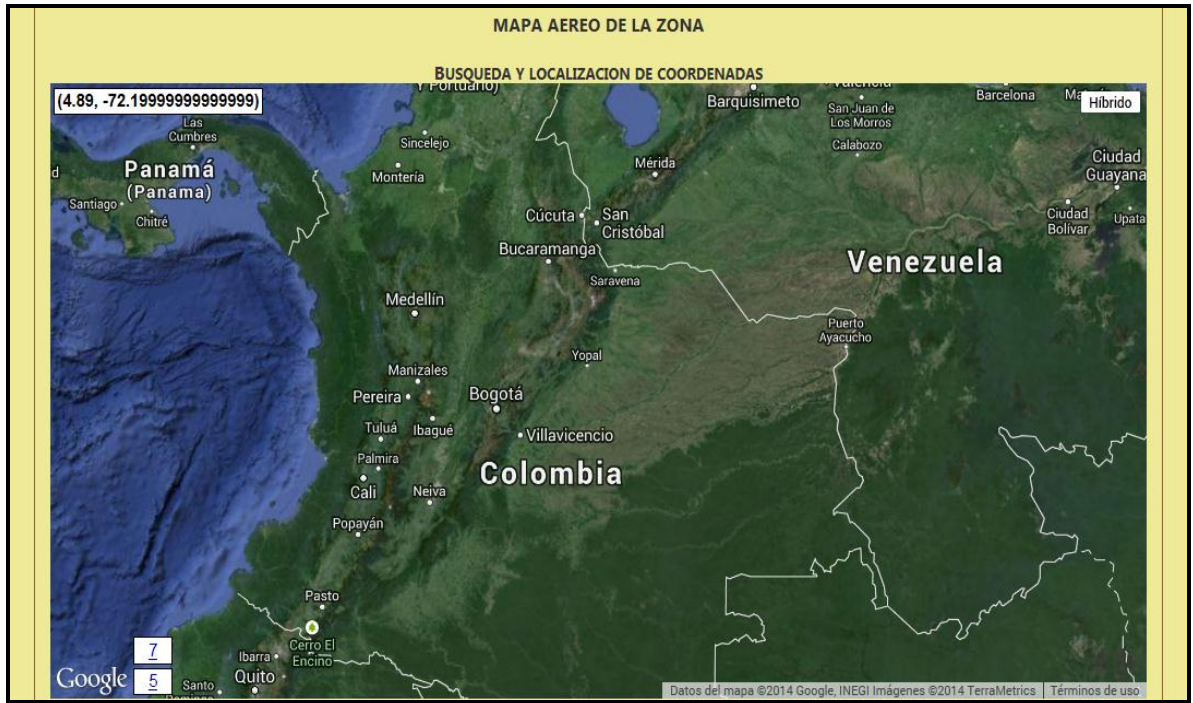 MAPA AEREO DE LA ZONA
BUSQUEDA Y LOCALIZACION DE COORDENADAS
(4.89, -72.19999999999999)
Híbrido
Y Portuario)
Barquisimeto
Valencia
Barcelona
San Juan de
Los Morros
Las
Cumbres
Sincelejo
Calabozo
Panamá
(Panama)
Montería
Mérida
Ciudad
Guayana
Santiago
Chitré
Cúcuta
San
Cristóbal
Ciudad
Bolívar
Upata
Bucaramanga
Venezuela
Saravena
Medellín
Puerto
Ayacucho
Yopal
Manizales
Pereira
Bogotá
Tuluá
Ibagué
Villavicencio
Palmira
Colombia
Cali
Neiva
Popayán
Pasto
Cerro El
Encino
Ibarra
Quito
Santo
7
5
Google
Datos del mapa ©2014 Google, INEGI Imágenes ©2014 TerraMetrics
Términos de uso